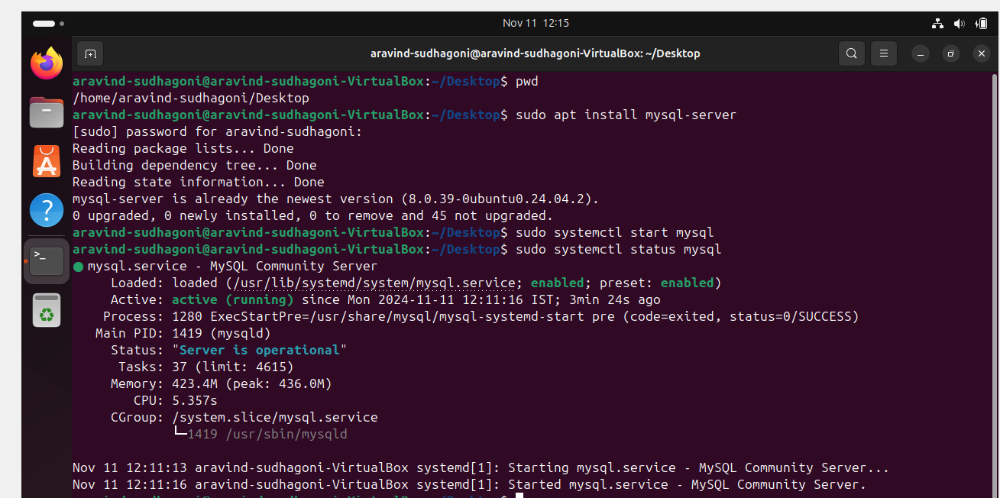 Nov 11 12:15
aravind-sudhagoni@aravind-sudhagoni-VirtualBox: ~/Desktop
aravind-sudhagoni@aravind-sudhagoni-VirtualBox:~/Desktop$ pwd
/home/aravind-sudhagoni/Desktop
aravind-sudhagoni@aravind-sudhagoni-VirtualBox:~/Desktop$ sudo apt install mysql-server
[sudo] password for aravind-sudhagoni:
Reading package lists... Done
Building dependency tree... Done
Reading state information... Done
mysql-server is already the newest version (8.0.39-0ubuntu0.24.04.2).
0 upgraded, 0 newly installed, 0 to remove and 45 not upgraded.
aravind-sudhagoni@aravind-sudhagoni-VirtualBox:~/Desktop$ sudo systemctl start mysql
aravind-sudhagoni@aravind-sudhagoni-VirtualBox:~/Desktop$ sudo systemctl status mysql
● mysql.service - MySQL Community Server
Loaded: loaded (/usr/lib/systemd/system/mysql.service; enabled; preset: enabled)
Active: active (running) since Mon 2024-11-11 12:11:16 IST; 3min 24s ago
Process: 1280 ExecStartPre=/usr/share/mysql/mysql-systemd-start pre (code=exited, status=0/SUCCESS)
Main PID: 1419 (mysqld)
Status: "Server is operational"
Tasks: 37 (limit: 4615)
Memory: 423.4M (peak: 436.0M)
CPU: 5.357s
CGroup: /system.slice/mysql.service
└─1419 /usr/sbin/mysqld
Nov 11 12:11:13 aravind-sudhagoni-VirtualBox systemd[1]: Starting mysql.service - MySQL Community Server...
Nov 11 12:11:16 aravind-sudhagoni-VirtualBox systemd[1]: Started mysql.service - MySQL Community Server.